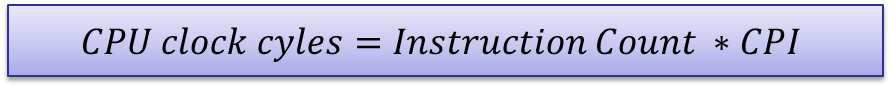 CPU clock cyles = Instruction Count * CPI